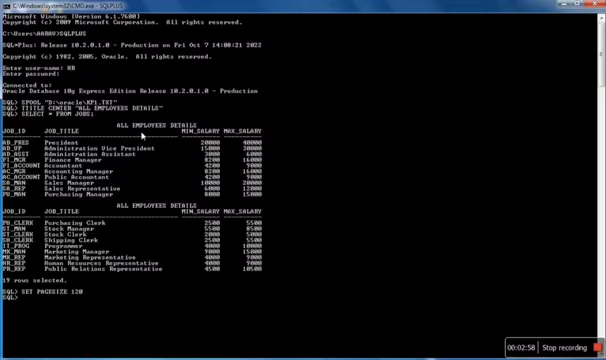 C:\Windows\system32\CMD.exe - SQLPLUS
Microsoft Windows [Version 6.1.7600]
Copyright (c) 2009 Microsoft Corporation. All rights reserved.
C:\Users\AARAV>SQLPLUS
SQL*Plus: Release 10.2.0.1.0 - Production on Fri Oct 7 14:08:21 2022
Copyright (c) 1982, 2005, Oracle. All rights reserved.
Enter user-name: HR
Enter password:
Connected to:
Oracle Database 10g Express Edition Release 10.2.0.1.0 - Production
SQL> SPOOL "D:\oracle\KP1.TXT"
SQL> TTITLE CENTER "ALL EMPLOYEES DETAILS"
SQL> SELECT * FROM JOBS;
ALL EMPLOYEES DETAILS
JOB_ID JOB_TITLE MIN_SALARY MAX_SALARY
AD_PRES President 20000 40000
AD_VP Administration Vice President 15000 30000
AD_ASST Administration Assistant 3000 6000
FI_MGR Finance Manager 8200 16000
FI_ACCOUNT Accountant 4200 9000
AC_MGR Accounting Manager 8200 16000
AC_ACCOUNT Public Accountant 4200 9000
SA_MAN Sales Manager 10000 20000
SA_REP Sales Representative 6000 12000
PU_MAN Purchasing Manager 8000 15000
ALL EMPLOYEES DETAILS
JOB_ID JOB_TITLE MIN_SALARY MAX_SALARY
PU_CLERK Purchasing Clerk 2500 5500
ST_MAN Stock Manager 5500 8500
ST_CLERK Stock Clerk 2000 5000
SH_CLERK Shipping Clerk 2500 5500
IT_PROG Programmer 4000 10000
MK_MAN Marketing Manager 9000 15000
MK_REP Marketing Representative 4000 9000
HR_REP Human Resources Representative 4000 9000
PR_REP Public Relations Representative 4500 10500
19 rows selected.
SQL> SET PAGESIZE 120
SQL>
00:02:58 Stop recording